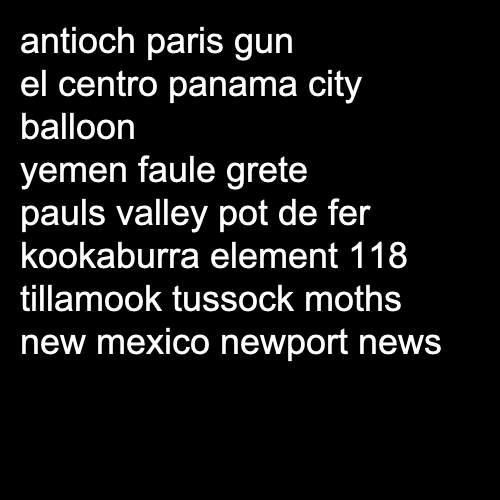 antioch paris gun
el centro panama city
balloon
yemen faule grete
pauls valley pot de fer
kookaburra element 118
tillamook tussock moths
new mexico newport news